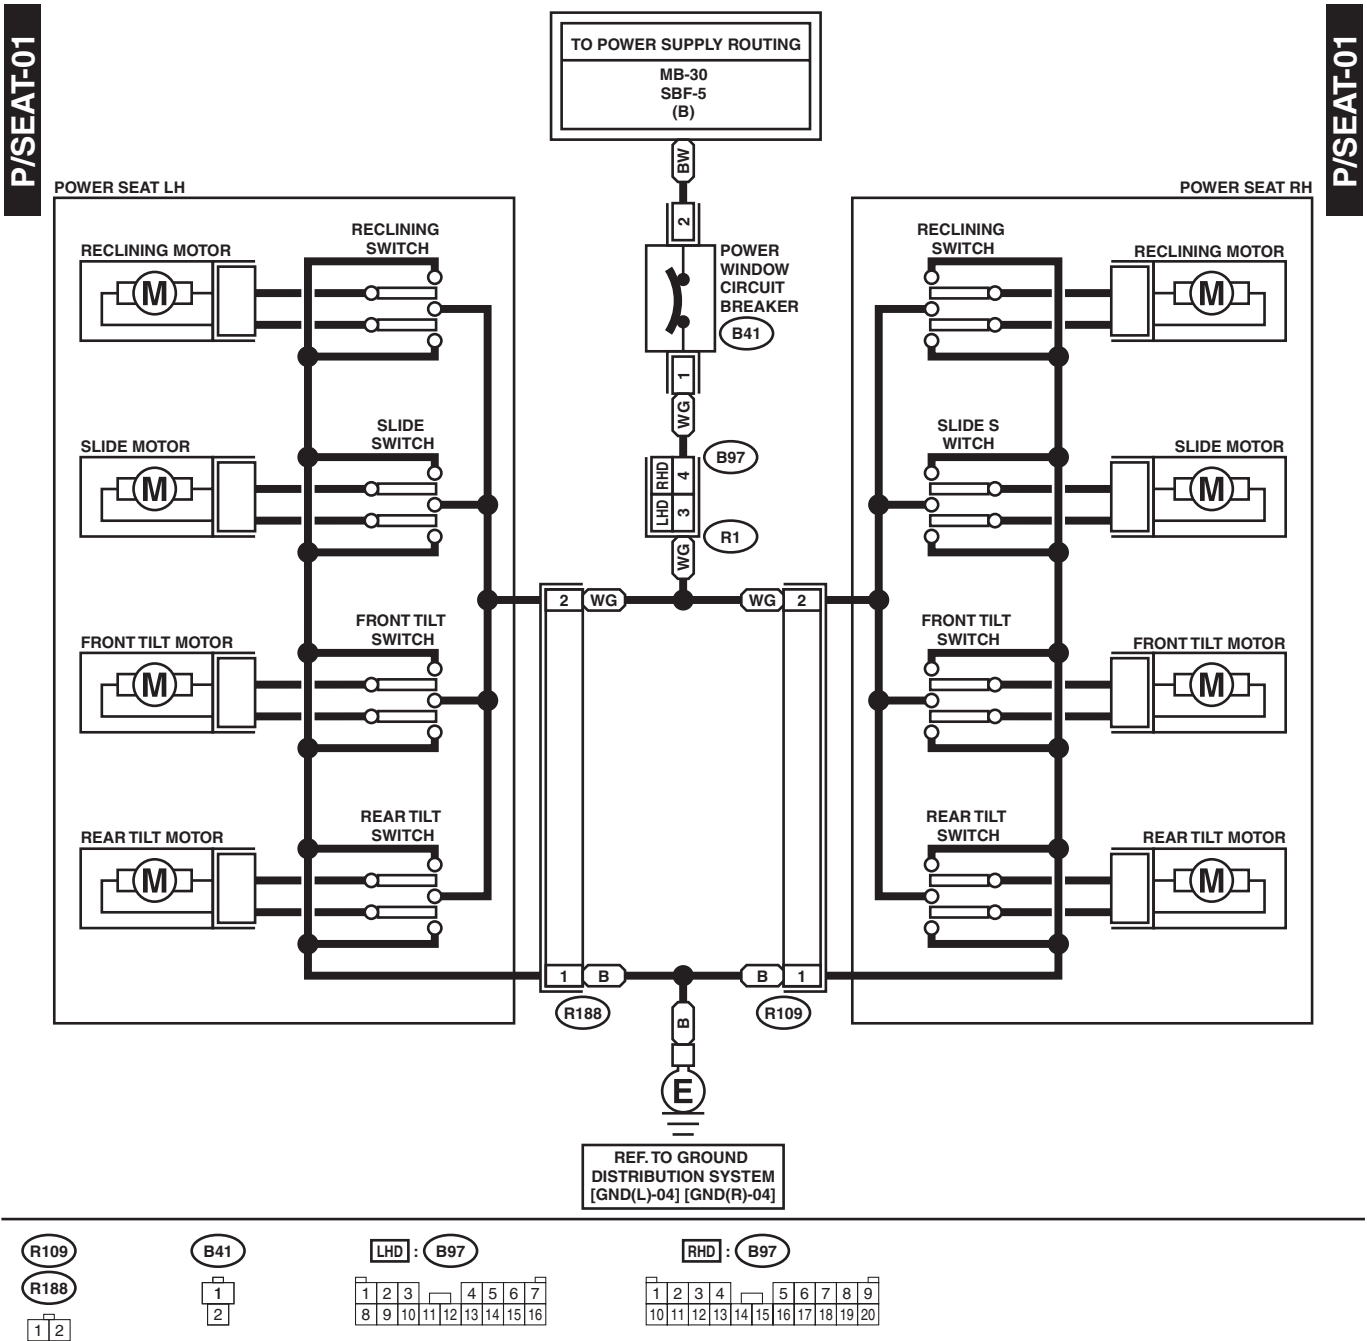 P/SEAT-01
P/SEAT-01
TO POWER SUPPLY ROUTING
MB-30
SBF-5
(B)
BW
2
POWER
WINDOW
CIRCUIT
BREAKER
B41
1
WG
B97
RHD 4
LHD 3
R1
WG
POWER SEAT LH
RECLINING MOTOR
M
RECLINING
SWITCH
SLIDE MOTOR
M
SLIDE
SWITCH
FRONT TILT MOTOR
M
FRONT TILT
SWITCH
REAR TILT MOTOR
M
REAR TILT
SWITCH
POWER SEAT RH
RECLINING
SWITCH
RECLINING MOTOR
M
SLIDE S
WITCH
SLIDE MOTOR
M
FRONT TILT
SWITCH
FRONT TILT MOTOR
M
REAR TILT
SWITCH
REAR TILT MOTOR
M
2 WG WG 2
1 B B 1
R188 R109
B
E
REF. TO GROUND
DISTRIBUTION SYSTEM
[GND(L)-04] [GND(R)-04]
R109
R188
1 2
B41
1
2
LHD : B97
1 2 3 4 5 6 7
8 9 10 11 12 13 14 15 16
RHD : B97
1 2 3 4 5 6 7 8 9
10 11 12 13 14 15 16 17 18 19 20